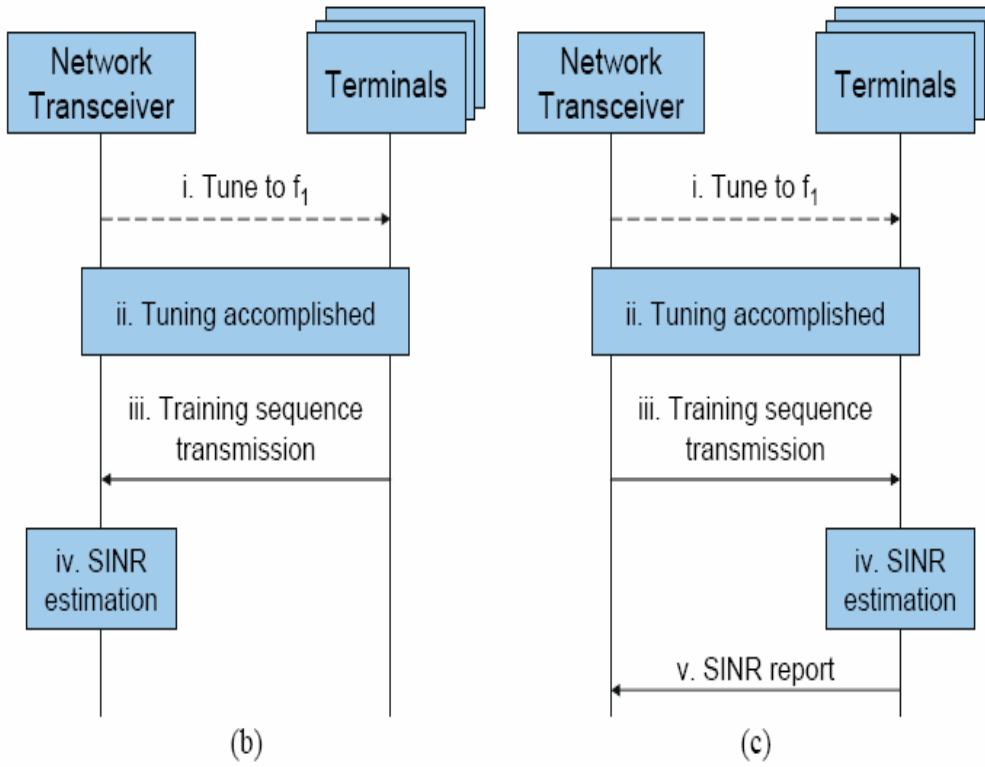 Network
Transceiver
Terminals
i. Tune to f₁
ii. Tuning accomplished
iii. Training sequence
transmission
iv. SINR
estimation
(b)
Network
Transceiver
Terminals
i. Tune to f₁
ii. Tuning accomplished
iii. Training sequence
transmission
iv. SINR
estimation
v. SINR report
(c)